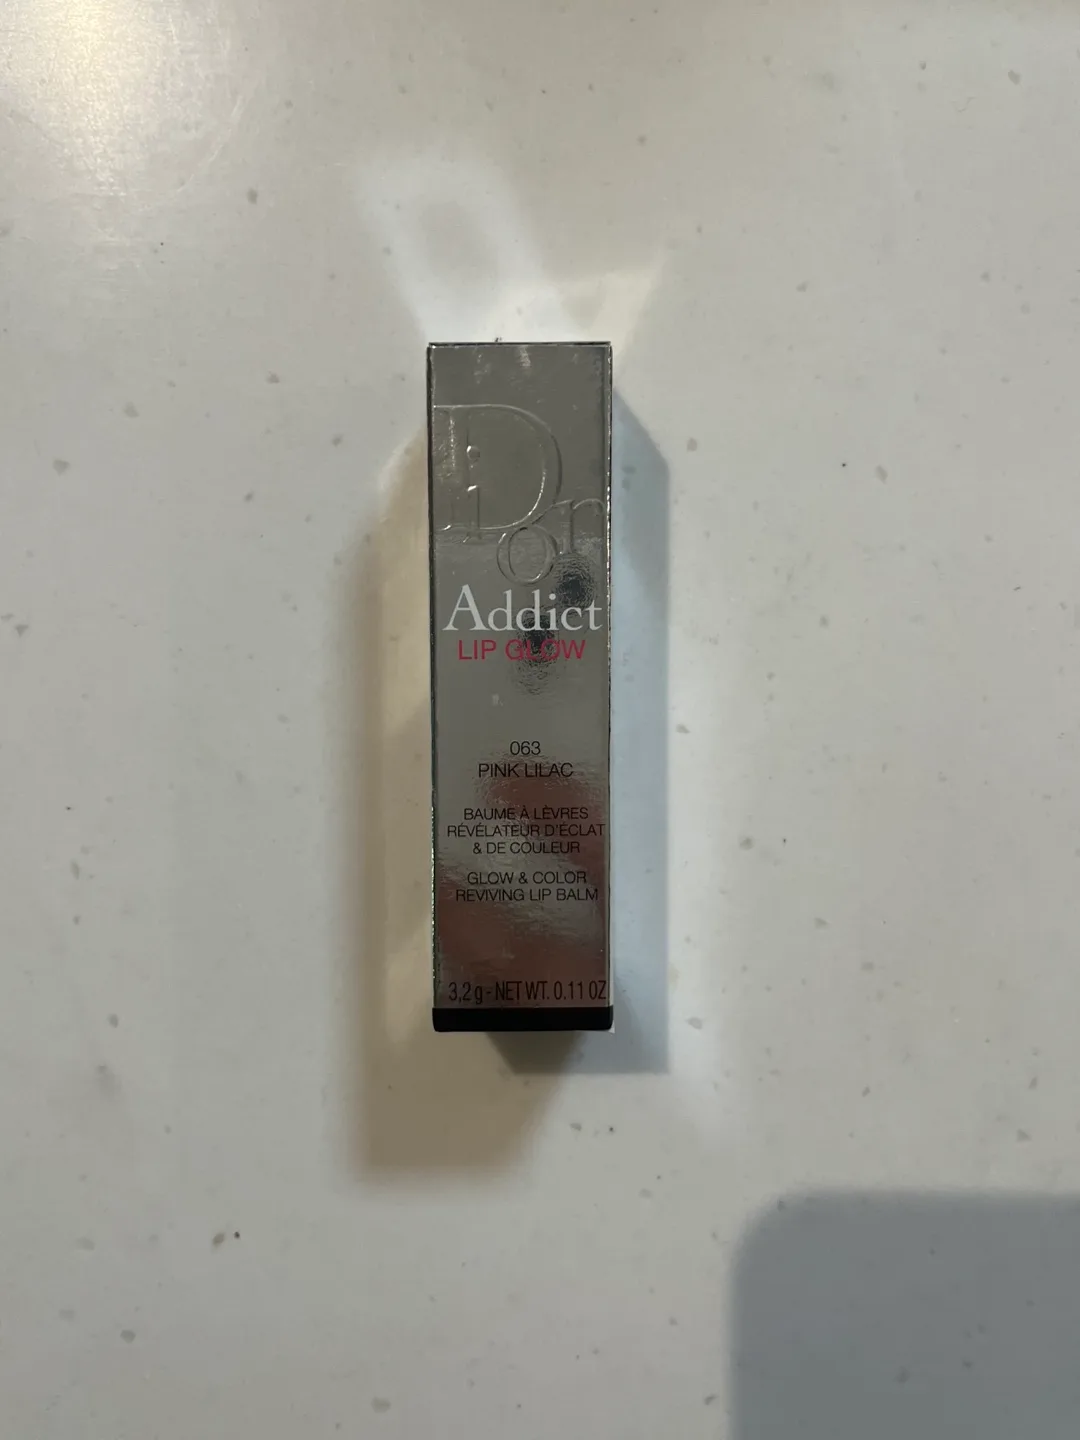 Dior
Addict
LIP GLOW
063
PINK LILAC
BAUME À LÈVRES
RÉVÉLATEUR D'ÉCLAT
& DE COULEUR
GLOW & COLOR
REVIVING LIP BALM
3,2 g - NET WT. 0.11 OZ